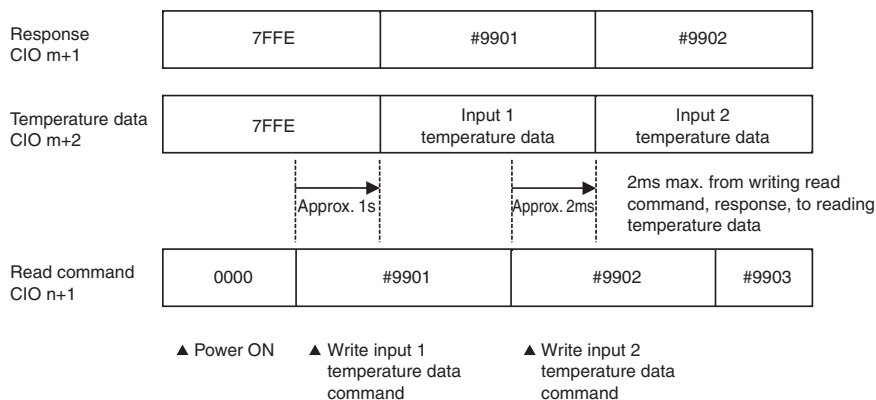 Response
CIO m+1
7FFE
#9901
#9902
Temperature data
CIO m+2
7FFE
Input 1
temperature data
Input 2
temperature data
Approx. 1s
Approx. 2ms
2ms max. from writing read
command, response, to reading
temperature data
Read command
CIO n+1
0000
#9901
#9902
#9903
▲ Power ON
▲ Write input 1
temperature data
command
▲ Write input 2
temperature data
command